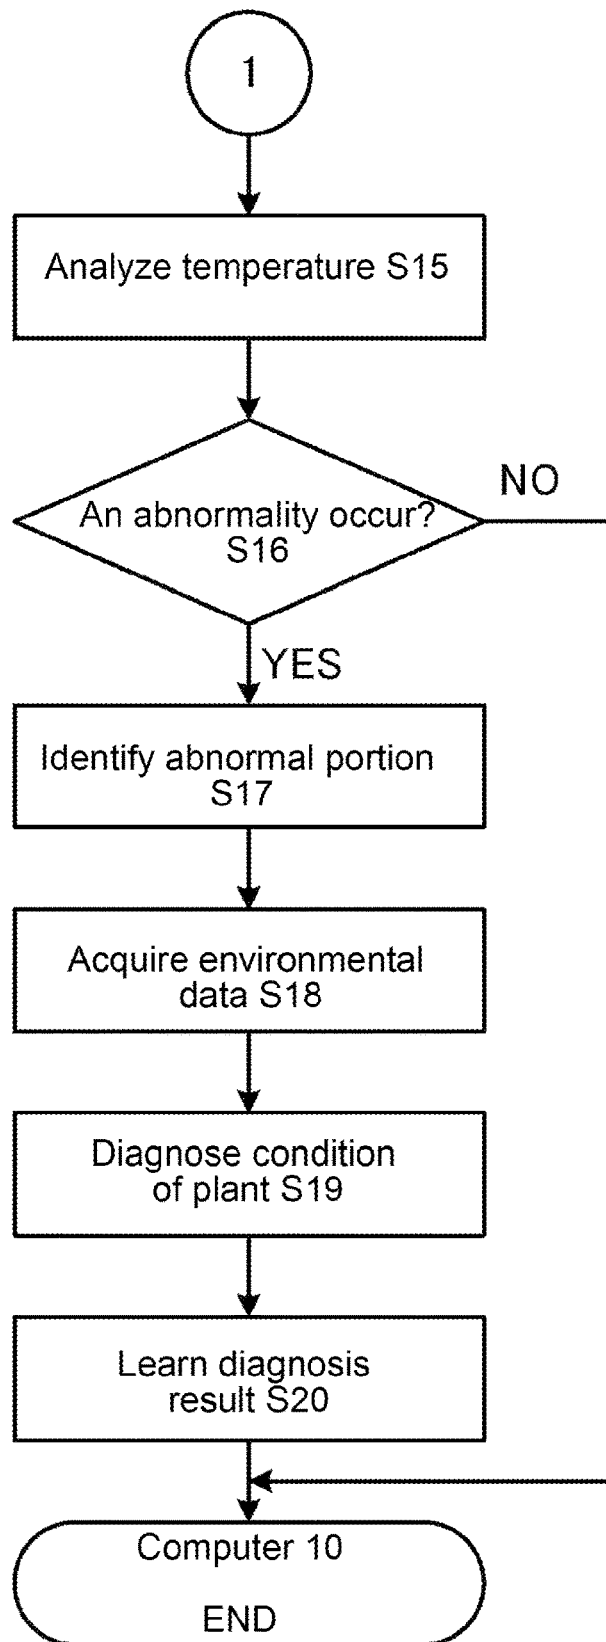 1
Analyze temperature S15
An abnormality occur?
S16
NO
YES
Identify abnormal portion
S17
Acquire environmental
data S18
Diagnose condition
of plant S19
Learn diagnosis
result S20
Computer 10
END